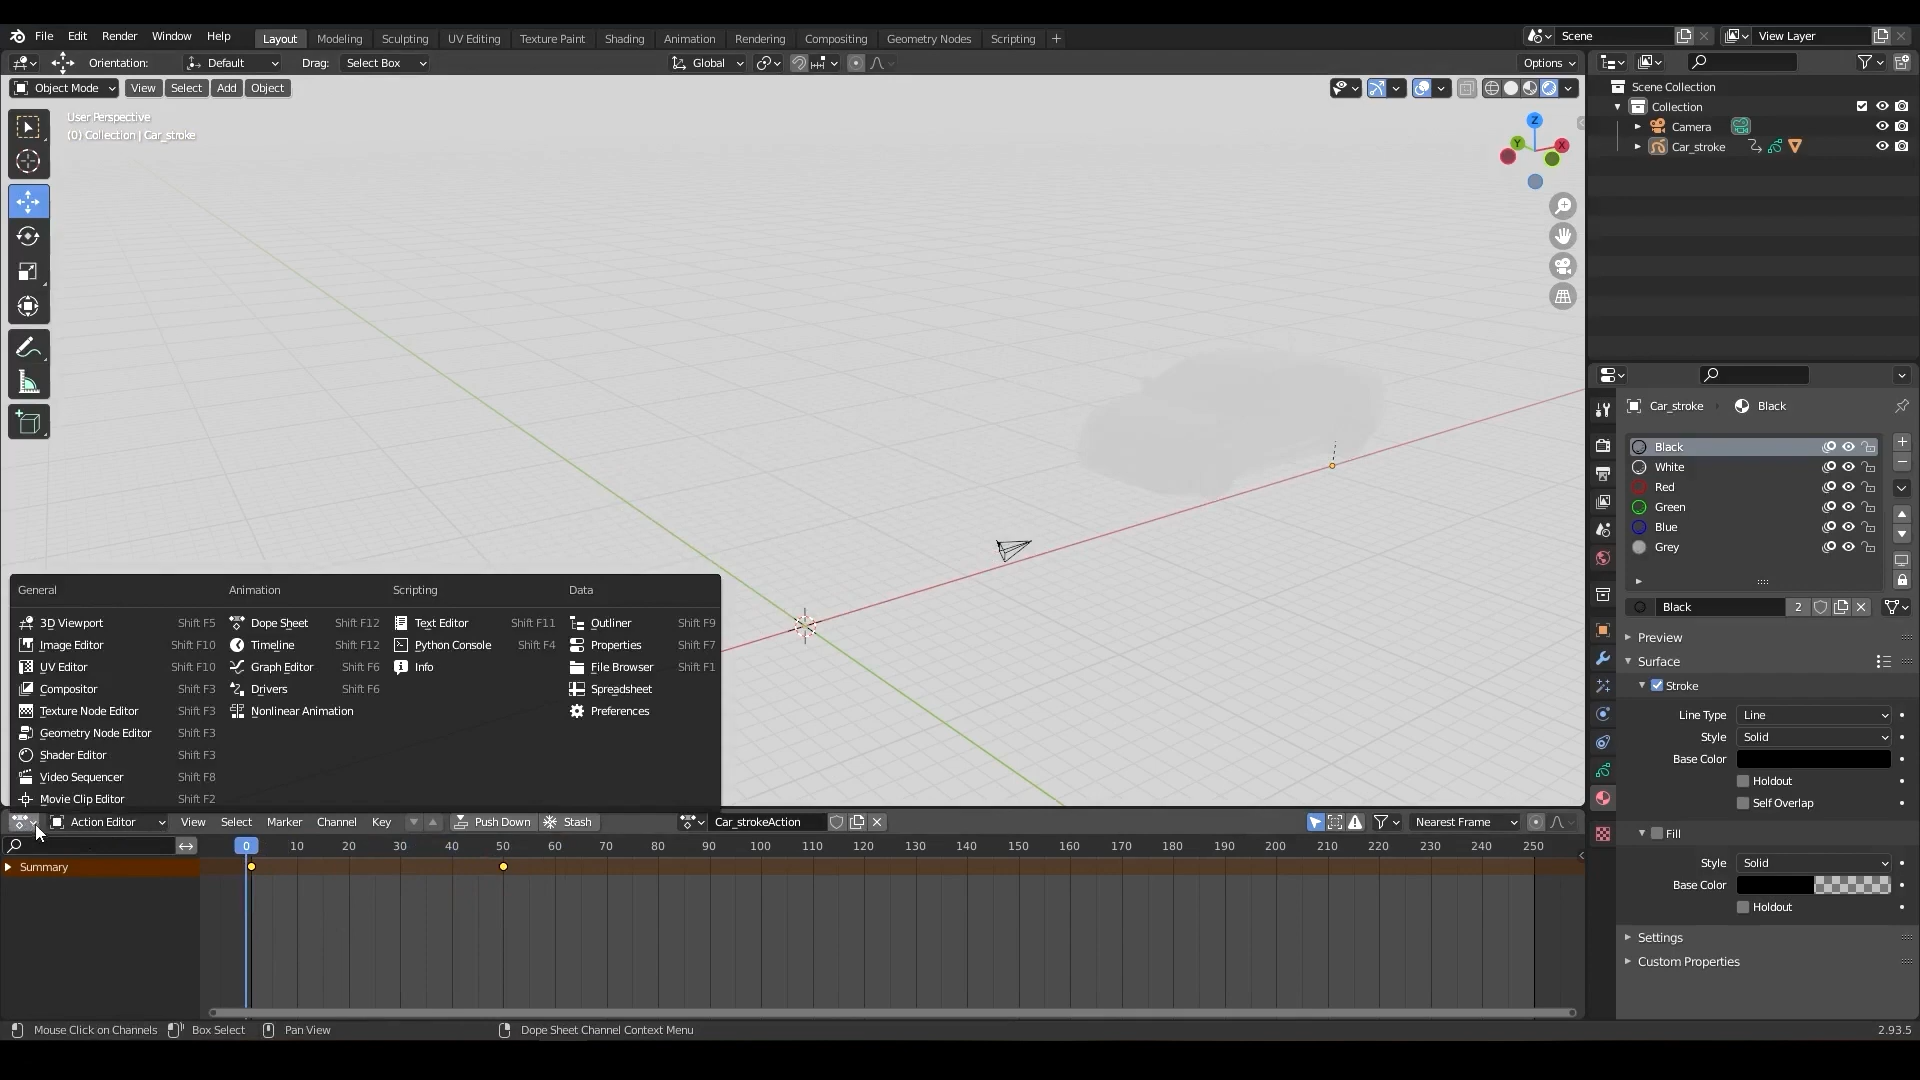 File Edit Render Window Help Layout Modeling Sculpting UV Editing Texture Paint Shading Animation Rendering Compositing Geometry Nodes Scripting + Scene View Layer
Orientation: Default Drag: Select Box Global Options
Object Mode View Select Add Object
User Perspective
(0) Collection | Car_stroke
Z
Y X
Scene Collection
Collection
Camera
Car_stroke
Car_stroke Black
Black
White
Red
Green
Blue
Grey
Black 2
Preview
Surface
Stroke
Line Type Line
Style Solid
Base Color
Holdout
Self Overlap
Fill
Style Solid
Base Color
Holdout
Settings
Custom Properties
General Animation Scripting Data
3D Viewport Shift F5 Dope Sheet Shift F12 Text Editor Shift F11 Outliner Shift F9
Image Editor Shift F10 Timeline Shift F12 Python Console Shift F4 Properties Shift F7
UV Editor Shift F10 Graph Editor Shift F6 Info File Browser Shift F1
Compositor Shift F3 Drivers Shift F6 Spreadsheet
Texture Node Editor Shift F3 Nonlinear Animation Preferences
Geometry Node Editor Shift F3
Shader Editor Shift F3
Video Sequencer Shift F8
Movie Clip Editor Shift F2
Action Editor View Select Marker Channel Key Push Down Stash Car_strokeAction Nearest Frame
0 10 20 30 40 50 60 70 80 90 100 110 120 130 140 150 160 170 180 190 200 210 220 230 240 250
Summary
Mouse Click on Channels Box Select Pan View Dope Sheet Channel Context Menu 2.93.5